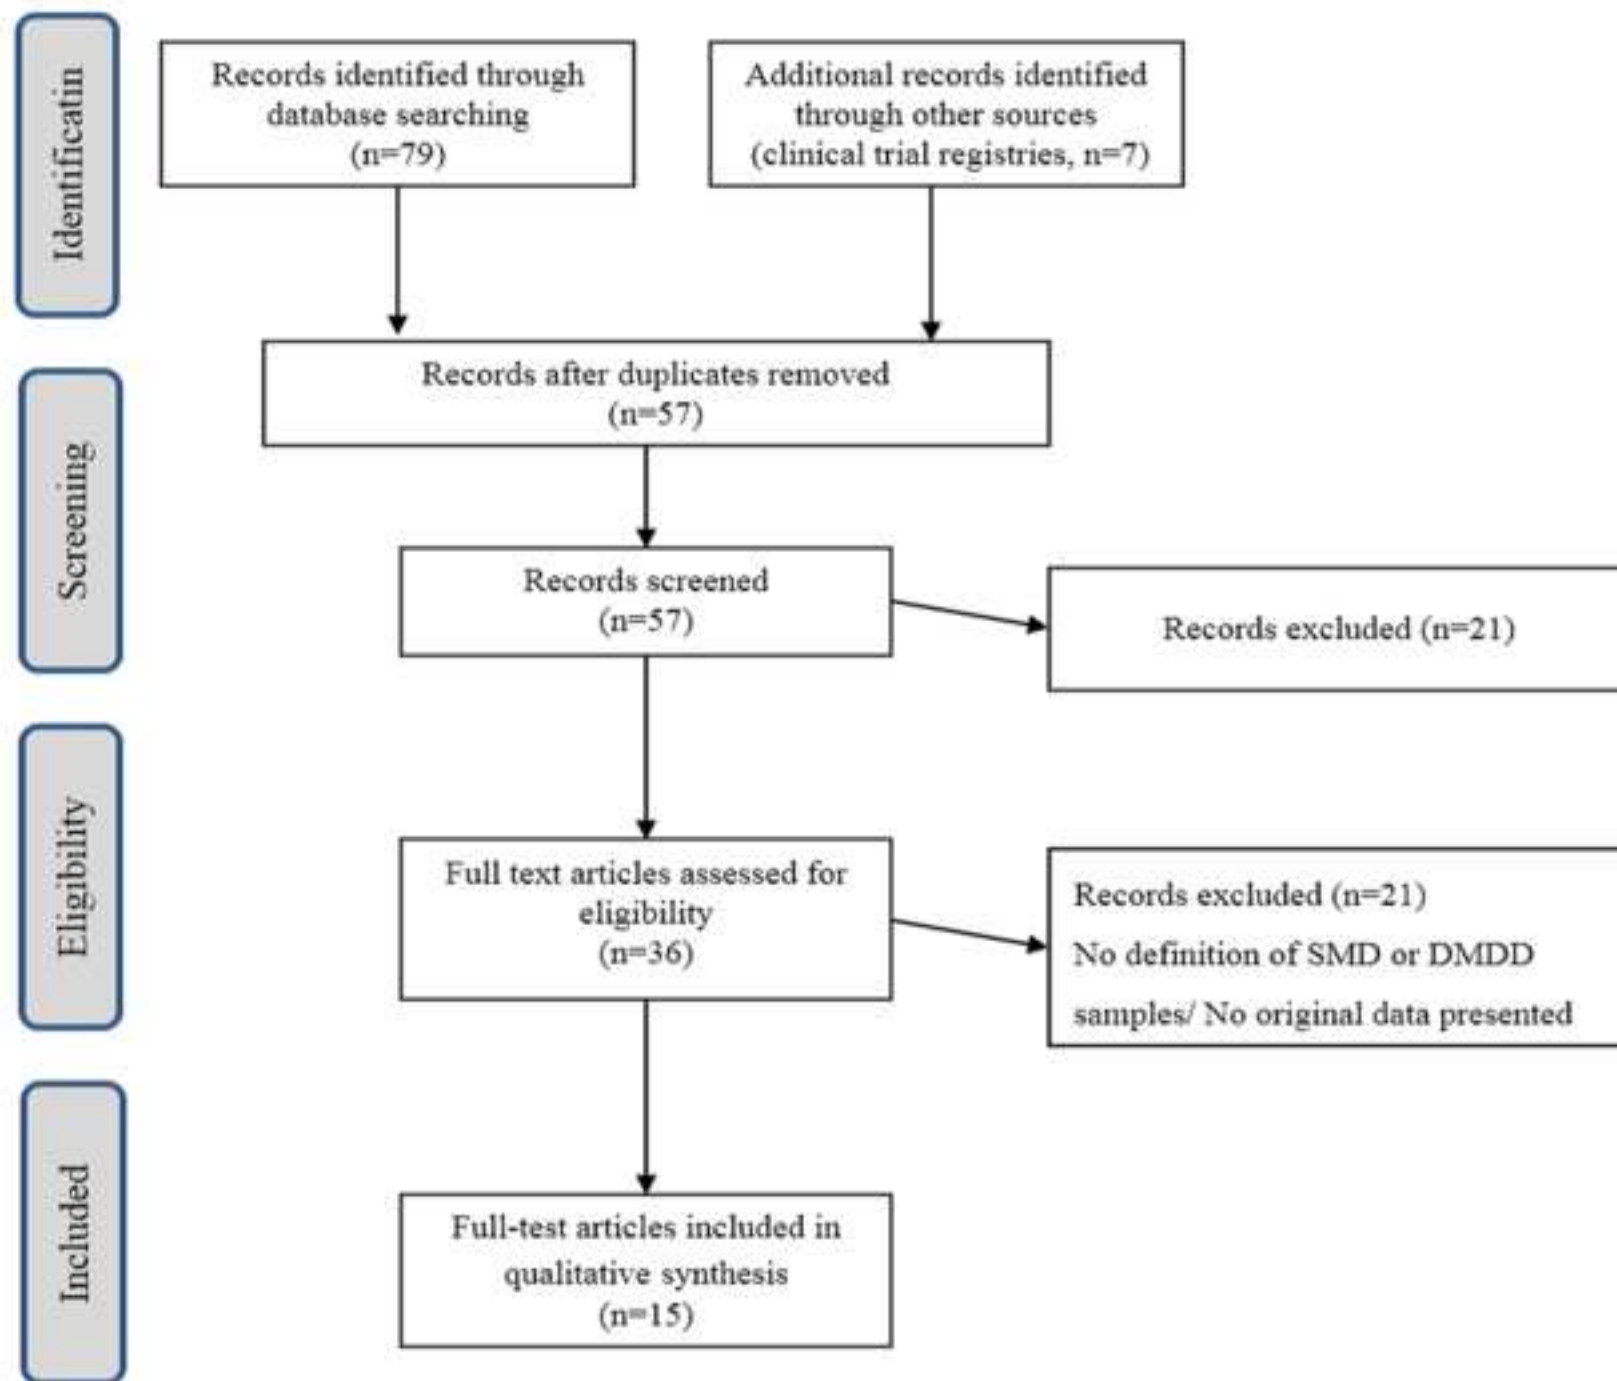 Identificatin
Records identified through
database searching
(n=79)
Additional records identified
through other sources
(clinical trial registries, n=7)
Records after duplicates removed
(n=57)
Screening
Records screened
(n=57)
Records excluded (n=21)
Eligibility
Full text articles assessed for
eligibility
(n=36)
Records excluded (n=21)
No definition of SMD or DMDD
samples/ No original data presented
Included
Full-test articles included in
qualitative synthesis
(n=15)